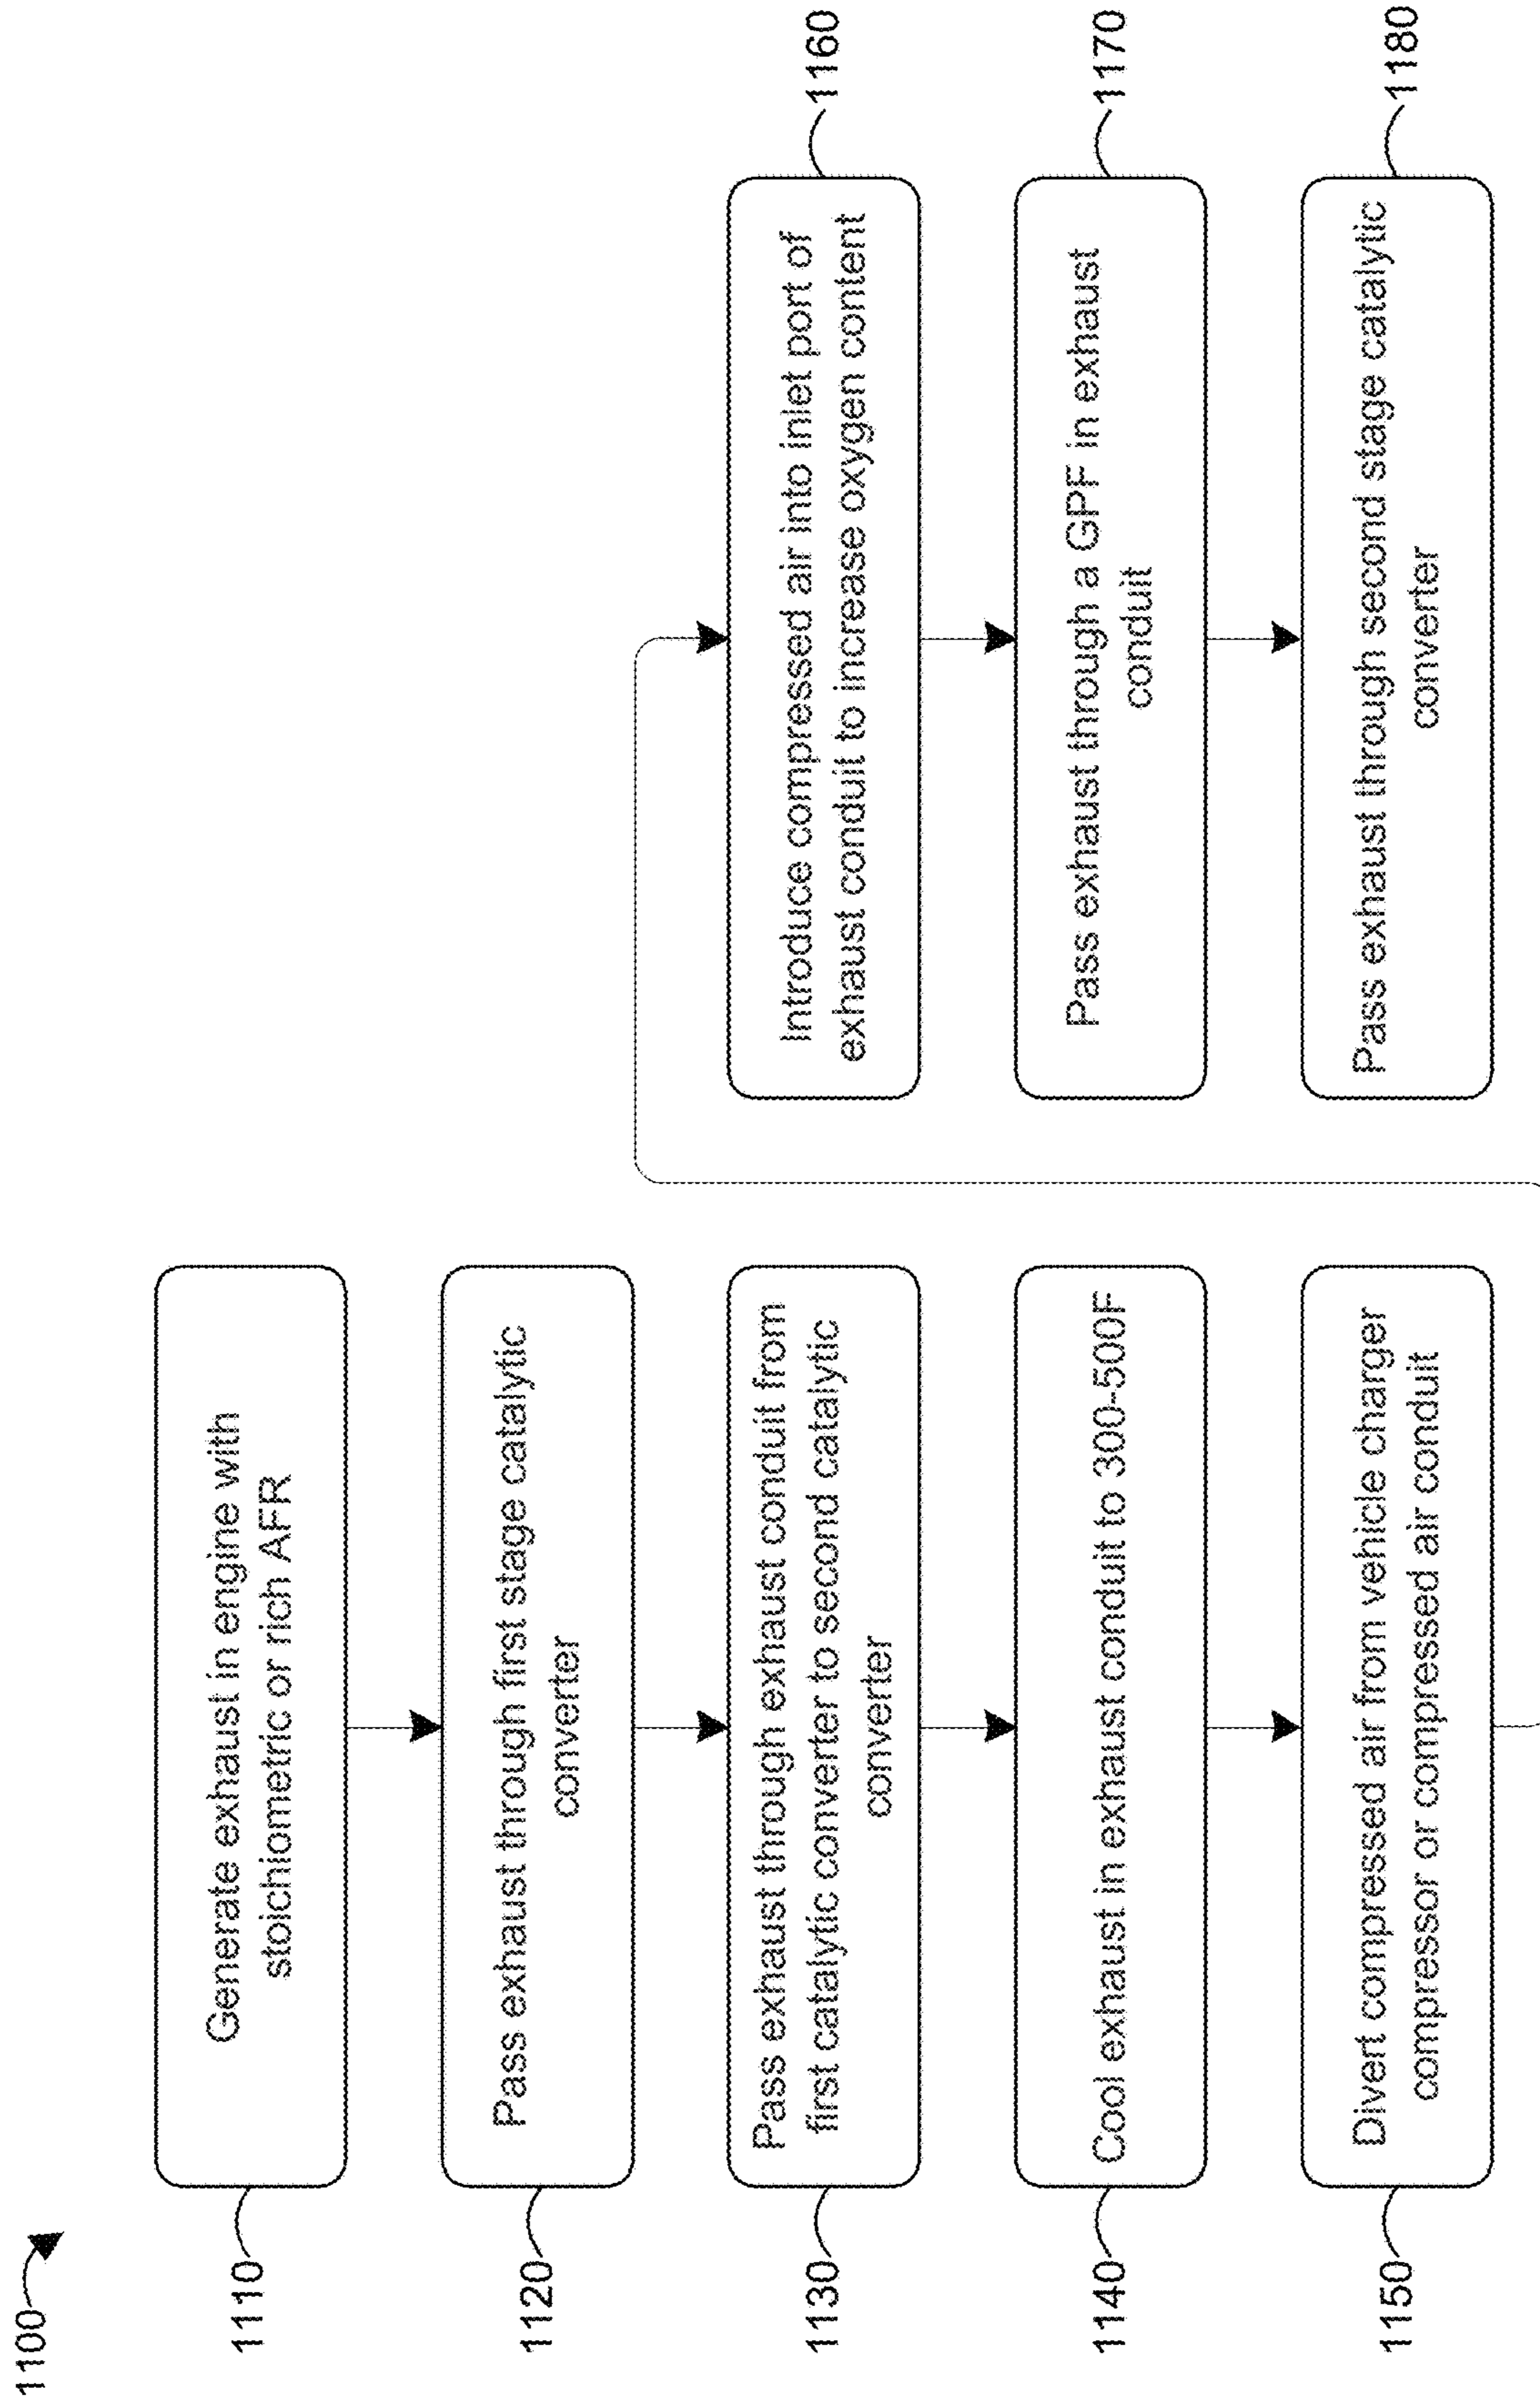 1100
1110
Generate exhaust in engine with
stoichiometric or rich AFR
1120
Pass exhaust through first stage catalytic
converter
1130
Pass exhaust through exhaust conduit from
first catalytic converter to second catalytic
converter
1140
Cool exhaust in exhaust conduit to 300-500F
1150
Divert compressed air from vehicle charger
compressor or compressed air conduit
1160
Introduce compressed air into inlet port of
exhaust conduit to increase oxygen content
1170
Pass exhaust through a GPF in exhaust
conduit
1180
Pass exhaust through second stage catalytic
converter